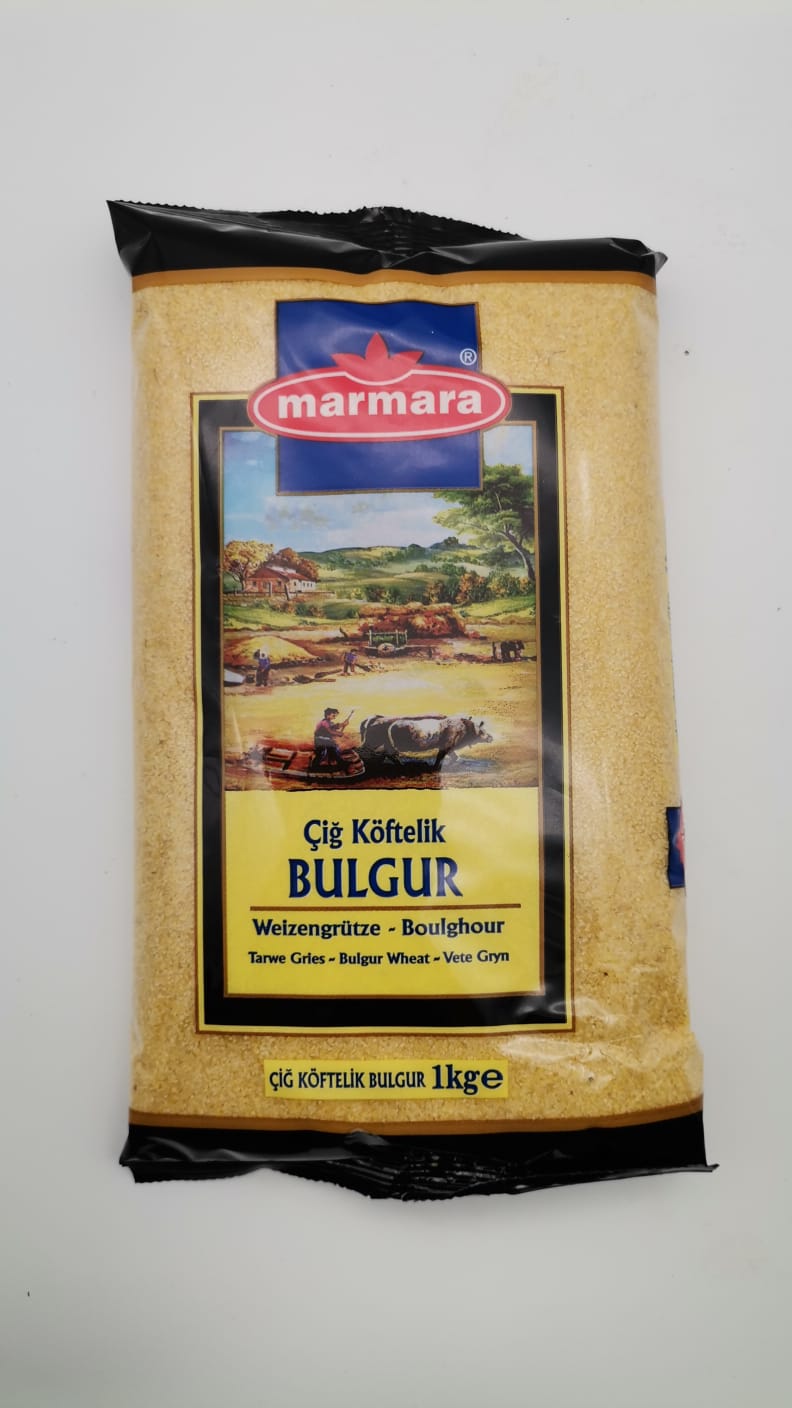 ®
marmara
Çiğ Köftelik
BULGUR
Weizengrütze - Boulghour
Tarwe Gries - Bulgur Wheat - Vete Gryn
ÇİĞ KÖFTELİK BULGUR 1kg℮